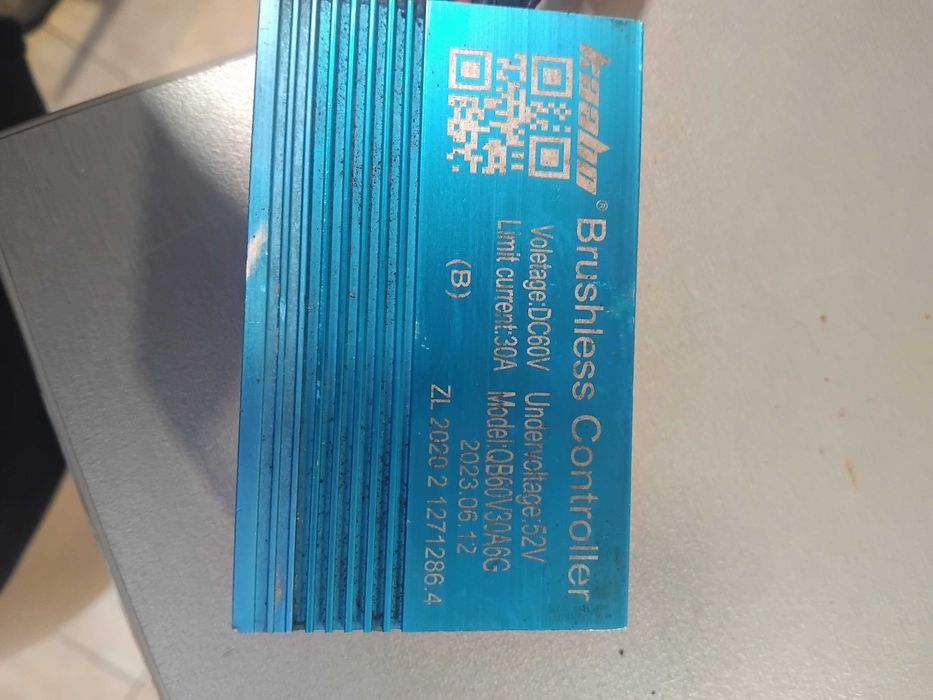 Brushless Controller
Voletage:DC60V Undervoltage:52V
Limit current:30A Model:QB60V30A6G
(B) 2023.06.12
ZL 2020 2 1271286.4